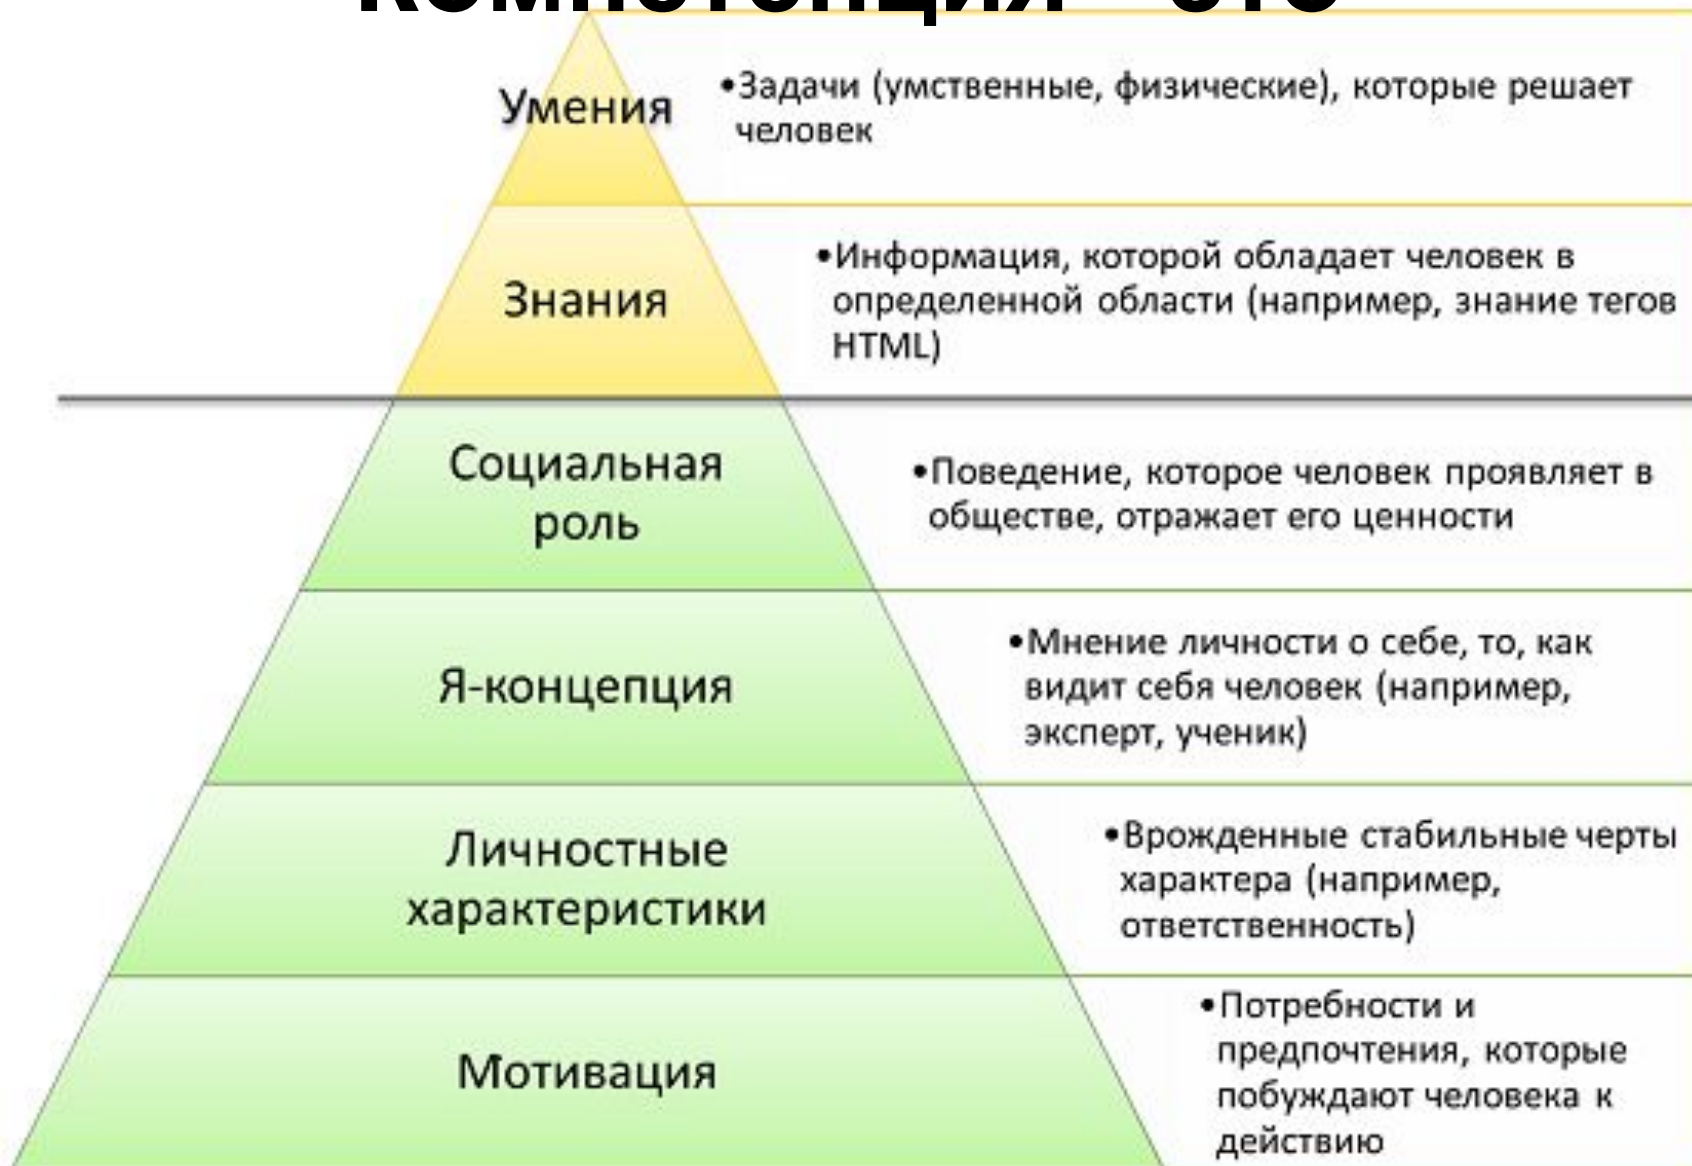 компетенция – это
Умения
•Задачи (умственные, физические), которые решает
человек
Знания
•Информация, которой обладает человек в
определенной области (например, знание тегов
HTML)
Социальная
роль
•Поведение, которое человек проявляет в
обществе, отражает его ценности
Я-концепция
•Мнение личности о себе, то, как
видит себя человек (например,
эксперт, ученик)
Личностные
характеристики
•Врожденные стабильные черты
характера (например,
ответственность)
Мотивация
•Потребности и
предпочтения, которые
побуждают человека к
действию